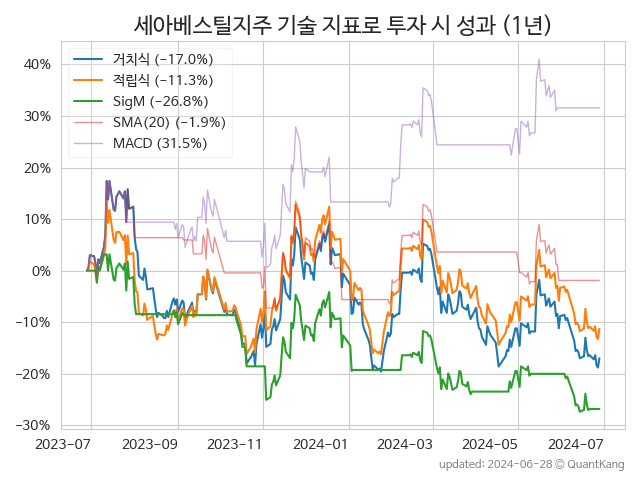 세아베스틸지주 기술 지표로 투자 시 성과 (1년)
거치식 (−17.0%)
적립식 (−11.3%)
SigM (−26.8%)
SMA(20) (−1.9%)
MACD (31.5%)
40%
30%
20%
10%
0%
−10%
−20%
−30%
2023-07 2023-09 2023-11 2024-01 2024-03 2024-05 2024-07
updated: 2024-06-28 © QuantKang